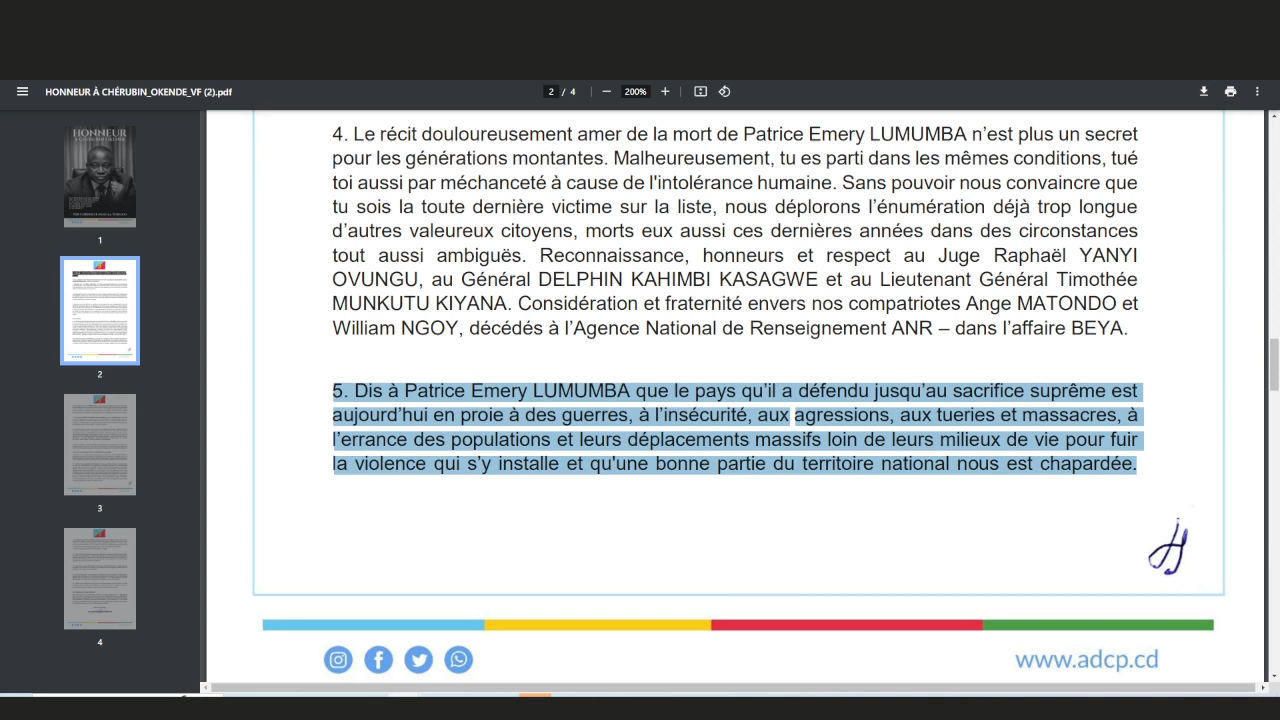 HONNEUR À CHÉRUBIN_OKENDE_VF (2).pdf
2 / 4
200%
HONNEUR
1
2
3
4
4. Le récit douloureusement amer de la mort de Patrice Emery LUMUMBA n'est plus un secret
pour les générations montantes. Malheureusement, tu es parti dans les mêmes conditions, tué
toi aussi par méchanceté à cause de l'intolérance humaine. Sans pouvoir nous convaincre que
tu sois la toute dernière victime sur la liste, nous déplorons l'énumération déjà trop longue
d'autres valeureux citoyens, morts eux aussi ces dernières années dans des circonstances
tout aussi ambiguës. Reconnaissance, honneurs et respect au Juge Raphaël YANYI
OVUNGU, au Général DELPHIN KAHIMBI KASAGWE et au Lieutenant Général Timothée
MUNKUTU KIYANA. Considération et fraternité envers nos compatriotes Ange MATONDO et
William NGOY, décédés à l'Agence National de Renseignement ANR – dans l'affaire BEYA.
5. Dis à Patrice Emery LUMUMBA que le pays qu'il a défendu jusqu'au sacrifice suprême est
aujourd'hui en proie à des guerres, à l'insécurité, aux agressions, aux tueries et massacres, à
l'errance des populations et leurs déplacements massifs loin de leurs milieux de vie pour fuir
la violence qui s'y installe et qu'une bonne partie du territoire national nous est chapardée.
www.adcp.cd